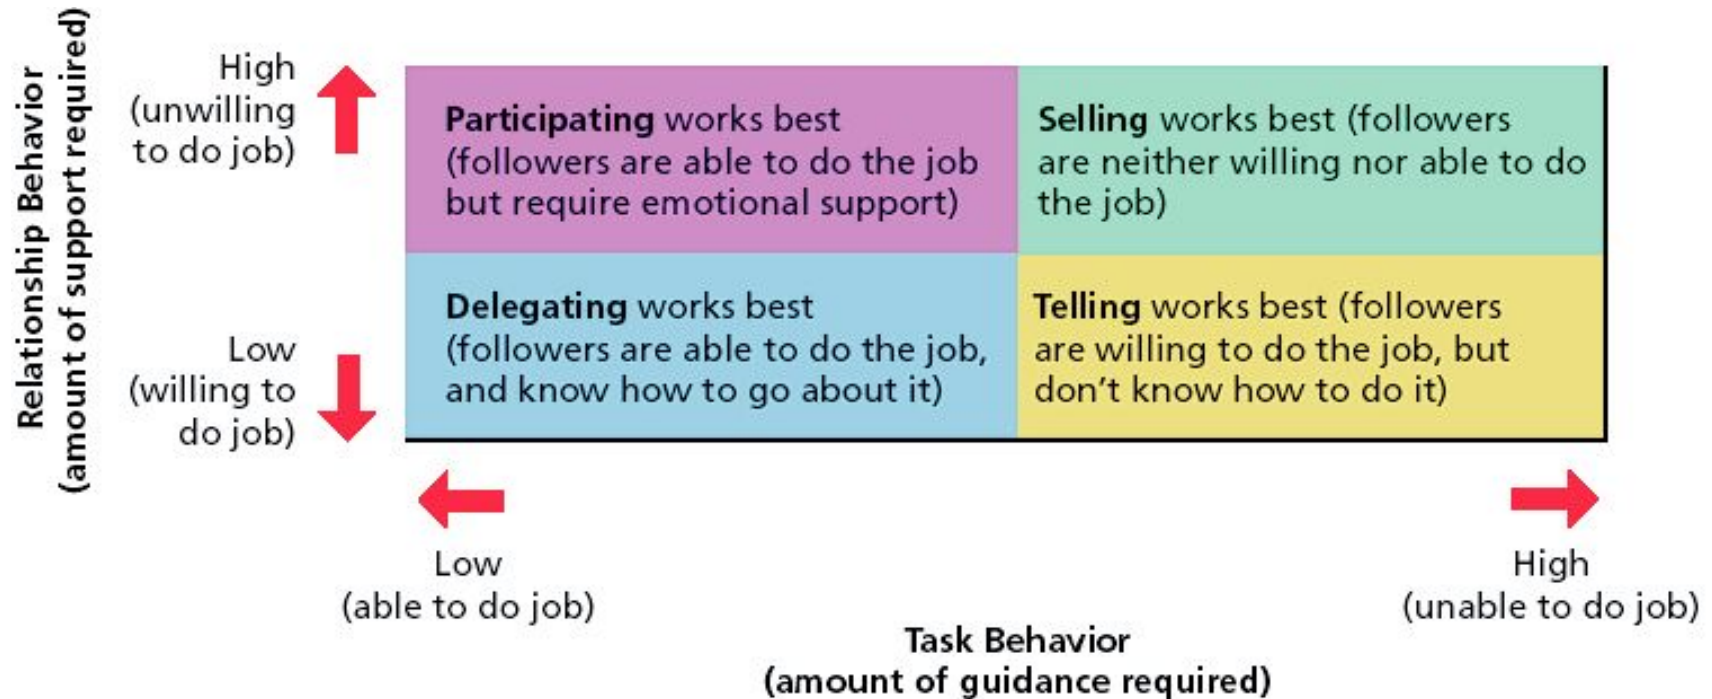 Relationship Behavior
(amount of support required)
High
(unwilling
to do job)
Low
(willing to
do job)
Participating works best
(followers are able to do the job
but require emotional support)
Selling works best (followers
are neither willing nor able to do
the job)
Delegating works best
(followers are able to do the job,
and know how to go about it)
Telling works best (followers
are willing to do the job, but
don't know how to do it)
Low
(able to do job)
High
(unable to do job)
Task Behavior
(amount of guidance required)